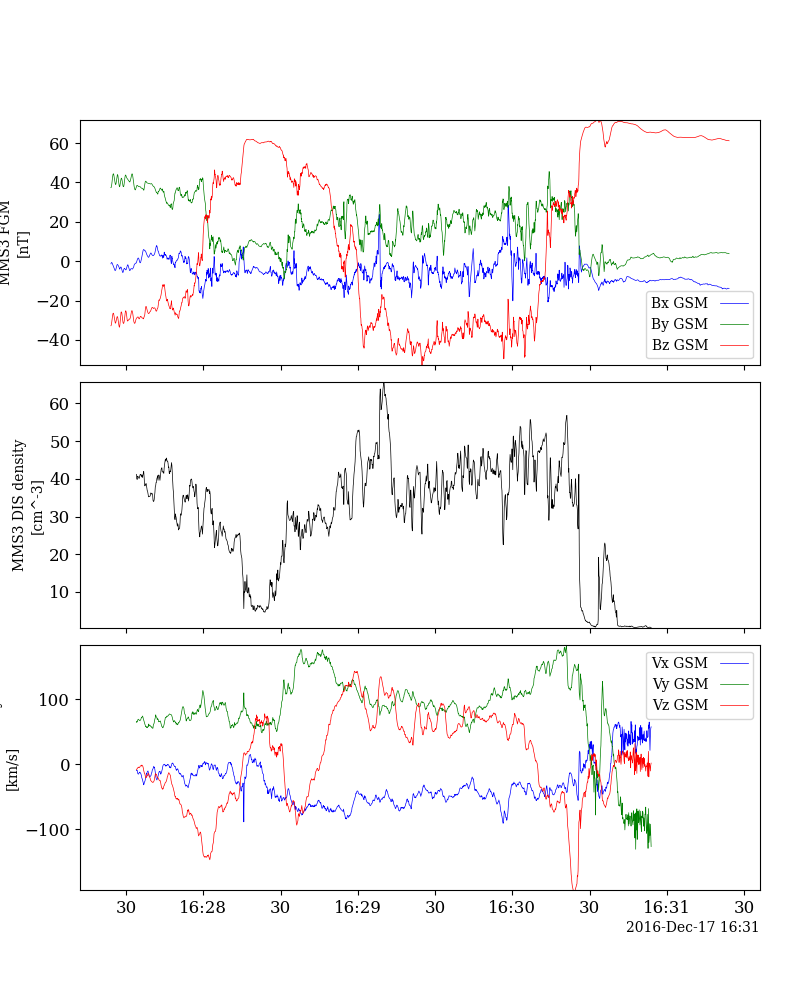 MMS3 FGM
[nT]
60
40
20
0
−20
−40
Bx GSM
By GSM
Bz GSM
MMS3 DIS density
[cm^-3]
60
50
40
30
20
10
[km/s]
100
0
−100
Vx GSM
Vy GSM
Vz GSM
30 16:28 30 16:29 30 16:30 30 16:31 30
2016-Dec-17 16:31